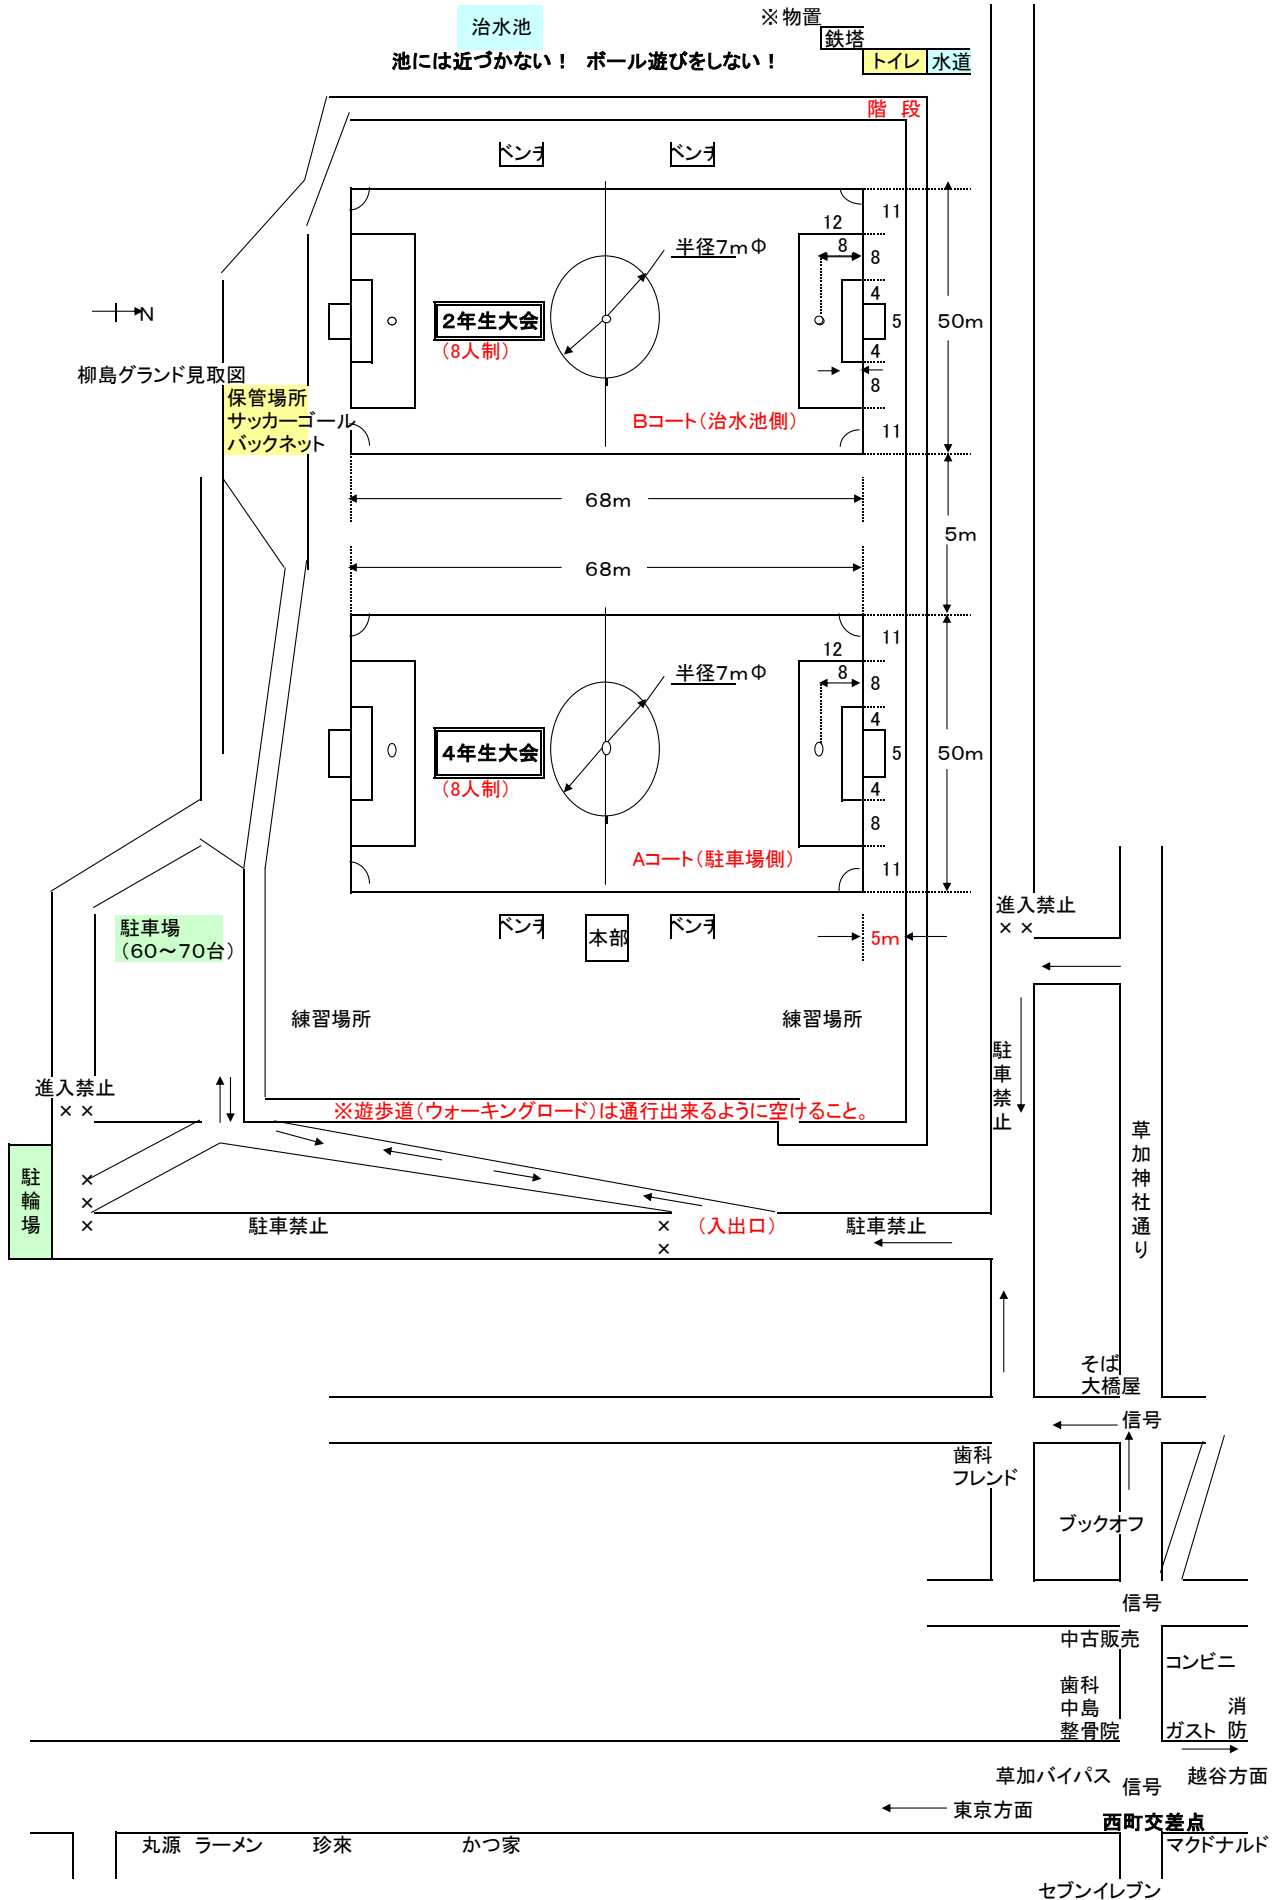 治水池
※物置
鉄塔
池には近づかない！ ボール遊びをしない！
トイレ 水道
階 段
ベンチ ベンチ
11
12
半径7mΦ
8
8
4
N
2年生大会
5
50m
(8人制)
4
柳島グランド見取図
8
保管場所
サッカーゴール
バックネット
Bコート(治水池側)
11
68m
5m
68m
11
12
半径7mΦ
8
8
4
4年生大会
5
50m
(8人制)
4
8
Aコート(駐車場側)
11
進入禁止
× ×
駐車場
(60～70台)
ベンチ 本部 ベンチ
5m
練習場所 練習場所
駐車禁止
進入禁止
× ×
※遊歩道(ウォーキングロード)は通行出来るように空けること。
草加神社通り
駐輪場
×
×
×
駐車禁止
×
×
(入出口)
駐車禁止
そば
大橋屋
信号
歯科
フレンド
ブックオフ
信号
中古販売
コンビニ
歯科
中島
整骨院
ガスト
消防
草加バイパス
信号
越谷方面
東京方面
西町交差点
丸源 ラーメン 珍來 かつ家
マクドナルド
セブンイレブン